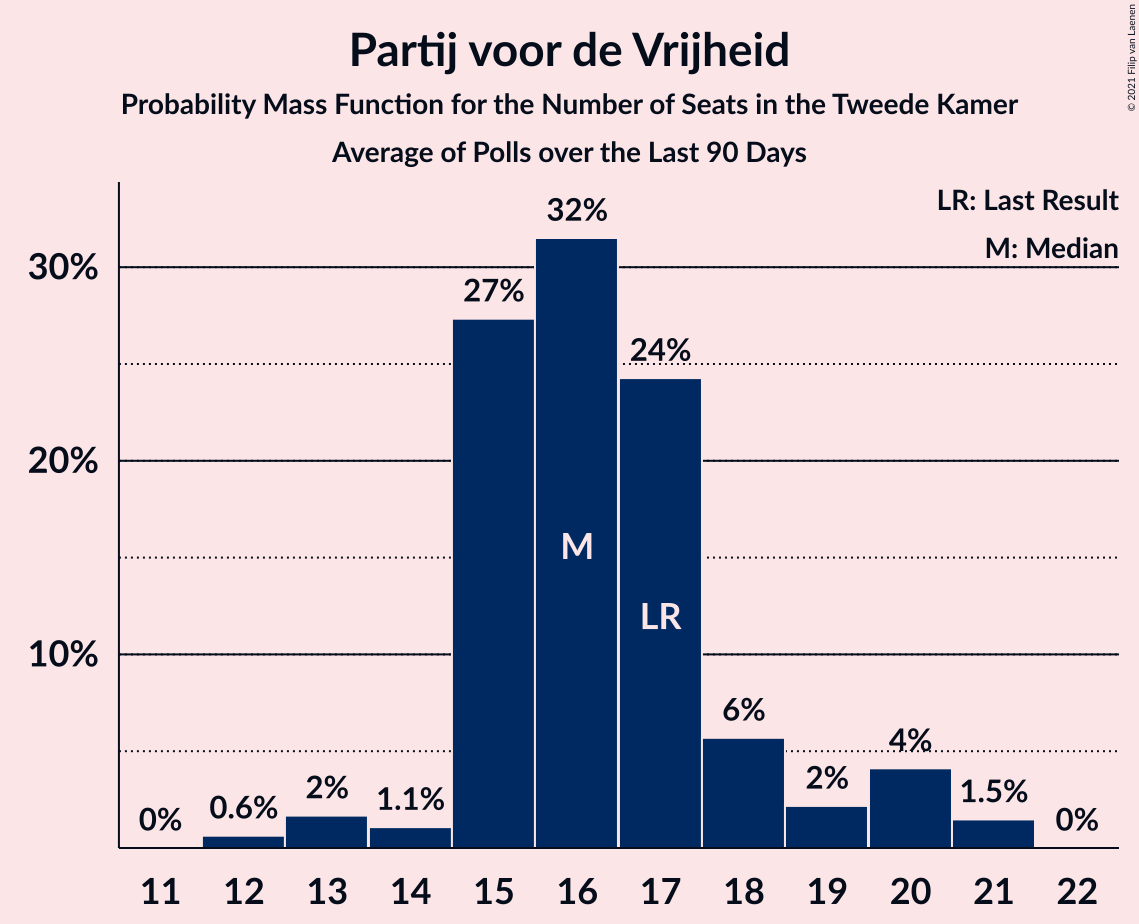 Partij voor de Vrijheid
Probability Mass Function for the Number of Seats in the Tweede Kamer
Average of Polls over the Last 90 Days
© 2021 Filip van Laenen
LR: Last Result
M: Median
30%
20%
10%
0%
0.6%
2%
1.1%
27%
32%
24%
6%
2%
4%
1.5%
0%
M
LR
11 12 13 14 15 16 17 18 19 20 21 22